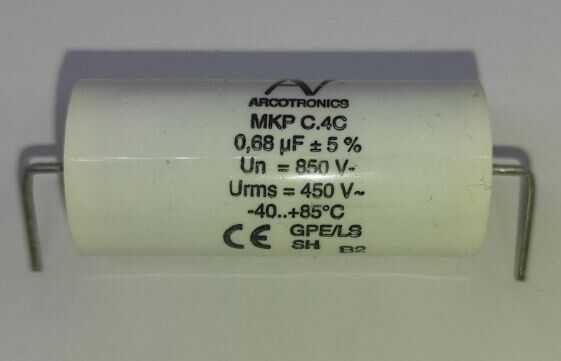 ARCOTRONICS
MKP C.4C
0,68 µF ± 5 %
Un = 850 V-
Urms = 450 V~
-40..+85°C
CE GPE/LS
SH B2